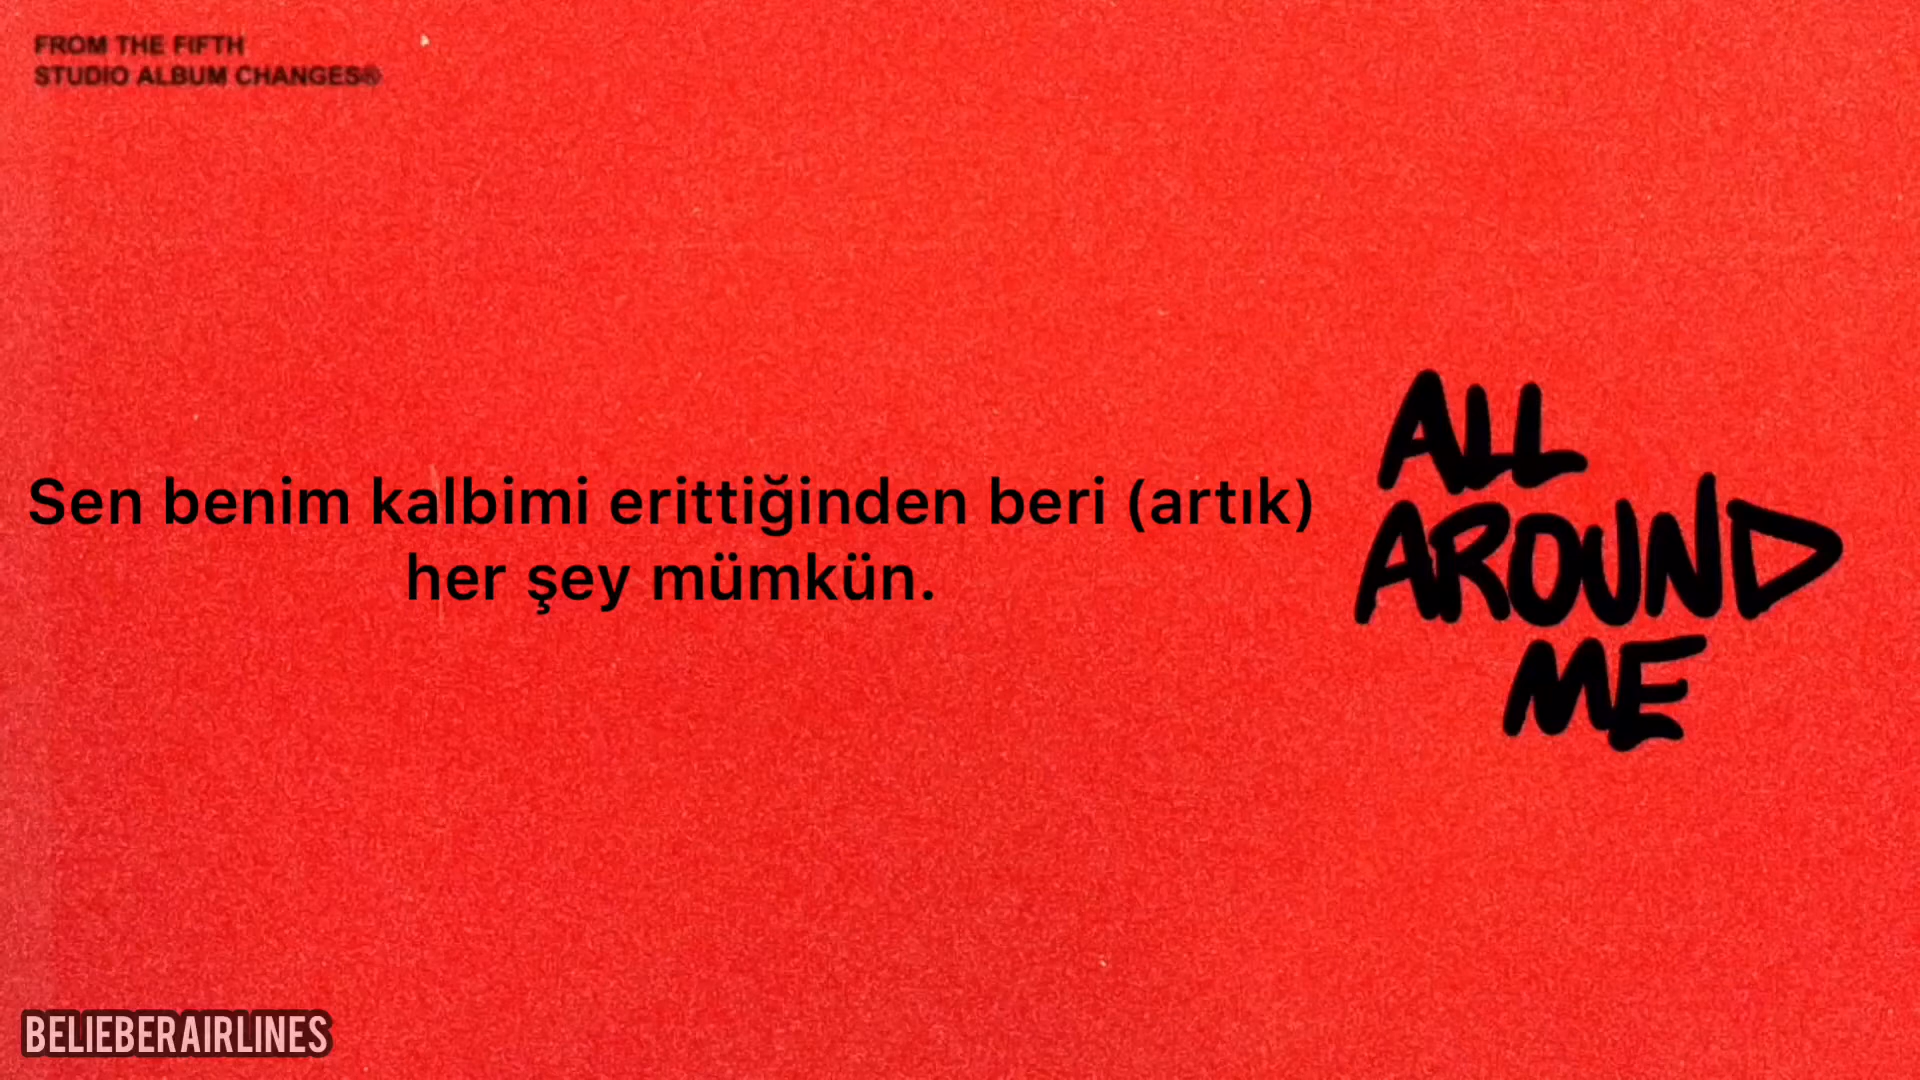 FROM THE FIFTH
STUDIO ALBUM CHANGES®
Sen benim kalbimi erittiğinden beri (artık)
her şey mümkün.
ALL
AROUND
ME
BELIEBERAIRLINES